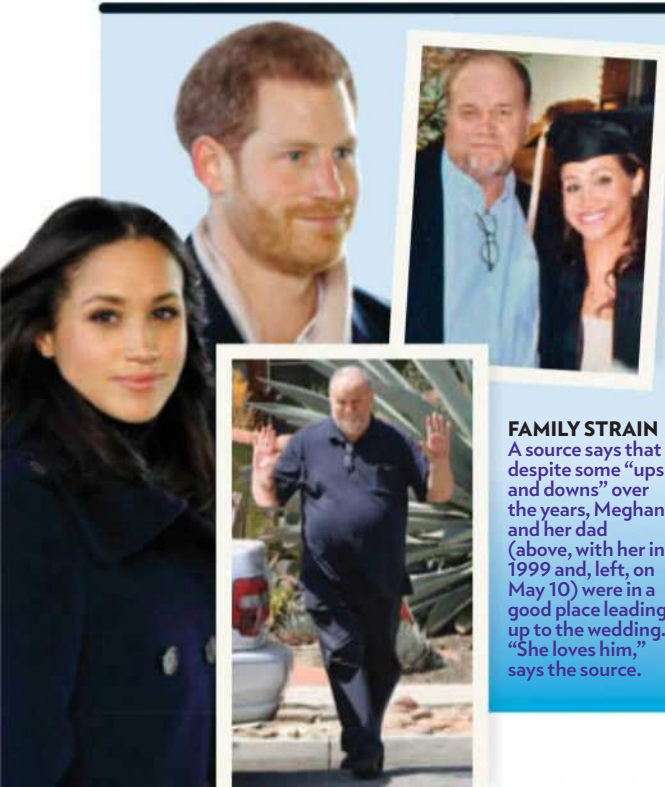 FAMILY STRAIN
A source says that
despite some “ups
and downs” over
the years, Meghan
and her dad
(above, with her in
1999 and, left, on
May 10) were in a
good place leading
up to the wedding.
“She loves him,”
says the source.